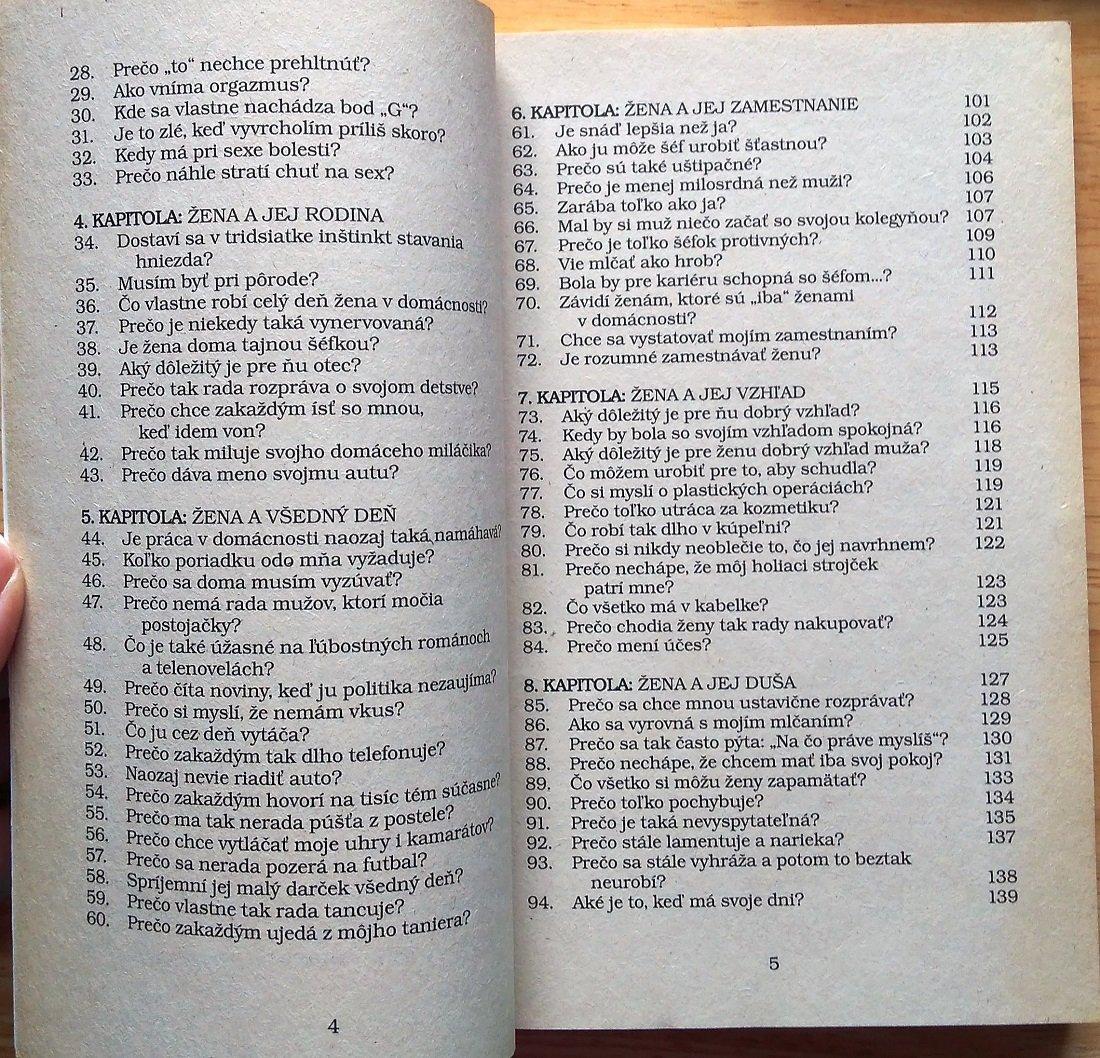 28. Prečo „to“ nechce prehltnúť?
29. Ako vníma orgazmus?
30. Kde sa vlastne nachádza bod „G“?
31. Je to zlé, keď vyvrcholím príliš skoro?
32. Kedy má pri sexe bolesti?
33. Prečo náhle stratí chuť na sex?
4. KAPITOLA: ŽENA A JEJ RODINA
34. Dostaví sa v tridsiatke inštinkt stavania
hniezda?
35. Musím byť pri pôrode?
36. Čo vlastne robí celý deň žena v domácnosti?
37. Prečo je niekedy taká vynervovaná?
38. Je žena doma tajnou šéfkou?
39. Aký dôležitý je pre ňu otec?
40. Prečo tak rada rozpráva o svojom detstve?
41. Prečo chce zakaždým ísť so mnou,
keď idem von?
42. Prečo tak miluje svojho domáceho miláčika?
43. Prečo dáva meno svojmu autu?
5. KAPITOLA: ŽENA A VŠEDNÝ DEŇ
44. Je práca v domácnosti naozaj taká namáhavá?
45. Koľko poriadku odo mňa vyžaduje?
46. Prečo sa doma musím vyzúvať?
47. Prečo nemá rada mužov, ktorí močia
postojačky?
48. Čo je také úžasné na ľúbostných románoch
a telenovelách?
49. Prečo číta noviny, keď ju politika nezaujíma?
50. Prečo si myslí, že nemám vkus?
51. Čo ju cez deň vytáča?
52. Prečo zakaždým tak dlho telefonuje?
53. Naozaj nevie riadiť auto?
54. Prečo zakaždým hovorí na tisíc tém súčasne?
55. Prečo ma tak nerada púšťa z postele?
56. Prečo chce vytláčať moje uhry i kamarátov?
57. Prečo sa nerada pozerá na futbal?
58. Spríjemní jej malý darček všedný deň?
59. Prečo vlastne tak rada tancuje?
60. Prečo zakaždým ujedá z môjho taniera?
4
6. KAPITOLA: ŽENA A JEJ ZAMESTNANIE 101
61. Je snáď lepšia než ja? 102
62. Ako ju môže šéf urobiť šťastnou? 103
63. Prečo sú také uštipačné? 104
64. Prečo je menej milosrdná než muži? 106
65. Zarába toľko ako ja? 107
66. Mal by si muž niečo začať so svojou kolegyňou? 107
67. Prečo je toľko šéfok protivných? 109
68. Vie mlčať ako hrob? 110
69. Bola by pre kariéru schopná so šéfom...? 111
70. Závidí ženám, ktoré sú „iba“ ženami
v domácnosti? 112
71. Chce sa vystatovať mojím zamestnaním? 113
72. Je rozumné zamestnávať ženu? 113
7. KAPITOLA: ŽENA A JEJ VZHĽAD 115
73. Aký dôležitý je pre ňu dobrý vzhľad? 116
74. Kedy by bola so svojím vzhľadom spokojná? 116
75. Aký dôležitý je pre ženu dobrý vzhľad muža? 118
76. Čo môžem urobiť pre to, aby schudla? 119
77. Čo si myslí o plastických operáciách? 119
78. Prečo toľko utráca za kozmetiku? 121
79. Čo robí tak dlho v kúpeľni? 121
80. Prečo si nikdy neoblečie to, čo jej navrhnem? 122
81. Prečo nechápe, že môj holiaci strojček
patrí mne? 123
82. Čo všetko má v kabelke? 123
83. Prečo chodia ženy tak rady nakupovať? 124
84. Prečo mení účes? 125
8. KAPITOLA: ŽENA A JEJ DUŠA 127
85. Prečo sa chce mnou ustavične rozprávať? 128
86. Ako sa vyrovná s mojím mlčaním? 129
87. Prečo sa tak často pýta: „Na čo práve myslíš“? 130
88. Prečo nechápe, že chcem mať iba svoj pokoj? 131
89. Čo všetko si môžu ženy zapamätať? 133
90. Prečo toľko pochybuje? 134
91. Prečo je taká nevyspytateľná? 135
92. Prečo stále lamentuje a narieka? 137
93. Prečo sa stále vyhráža a potom to beztak
neurobí? 138
94. Aké je to, keď má svoje dni? 139
5